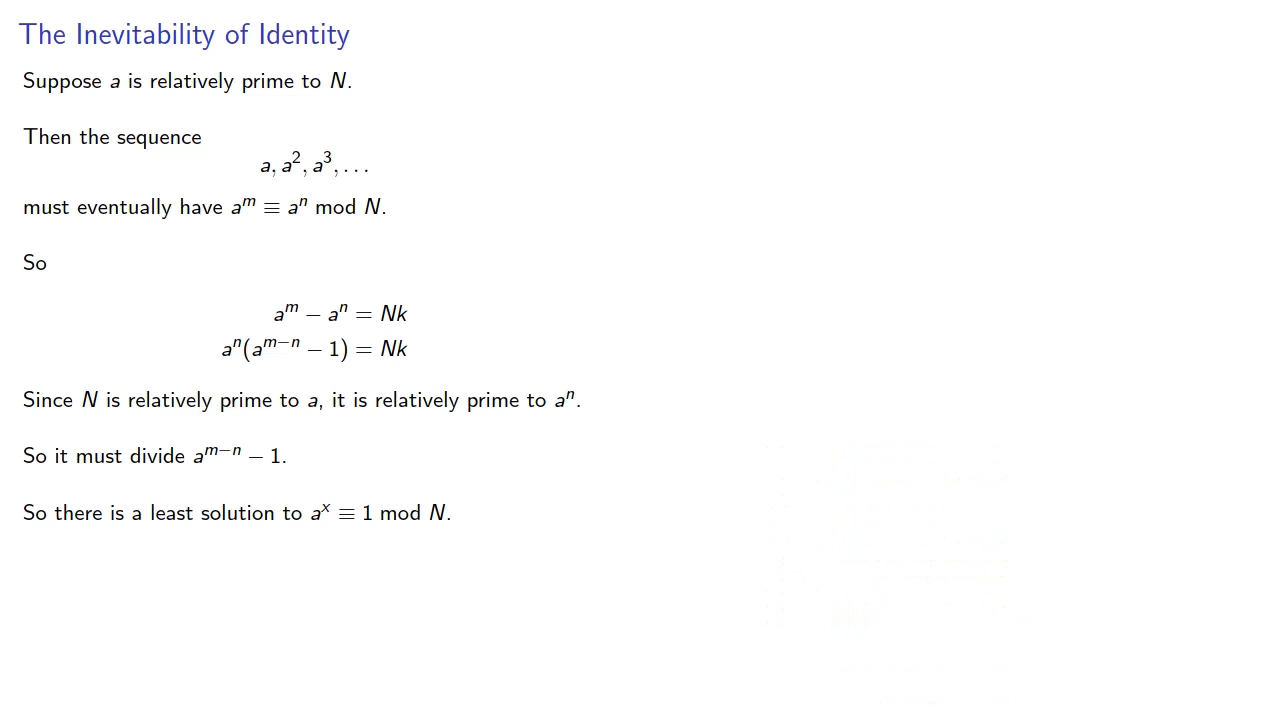 The Inevitability of Identity
Suppose a is relatively prime to N.
Then the sequence
a, a², a³, . . .
must eventually have aᵐ ≡ aⁿ mod N.
So
aᵐ − aⁿ = Nk
aⁿ(aᵐ⁻ⁿ − 1) = Nk
Since N is relatively prime to a, it is relatively prime to aⁿ.
So it must divide aᵐ⁻ⁿ − 1.
So there is a least solution to aˣ ≡ 1 mod N.